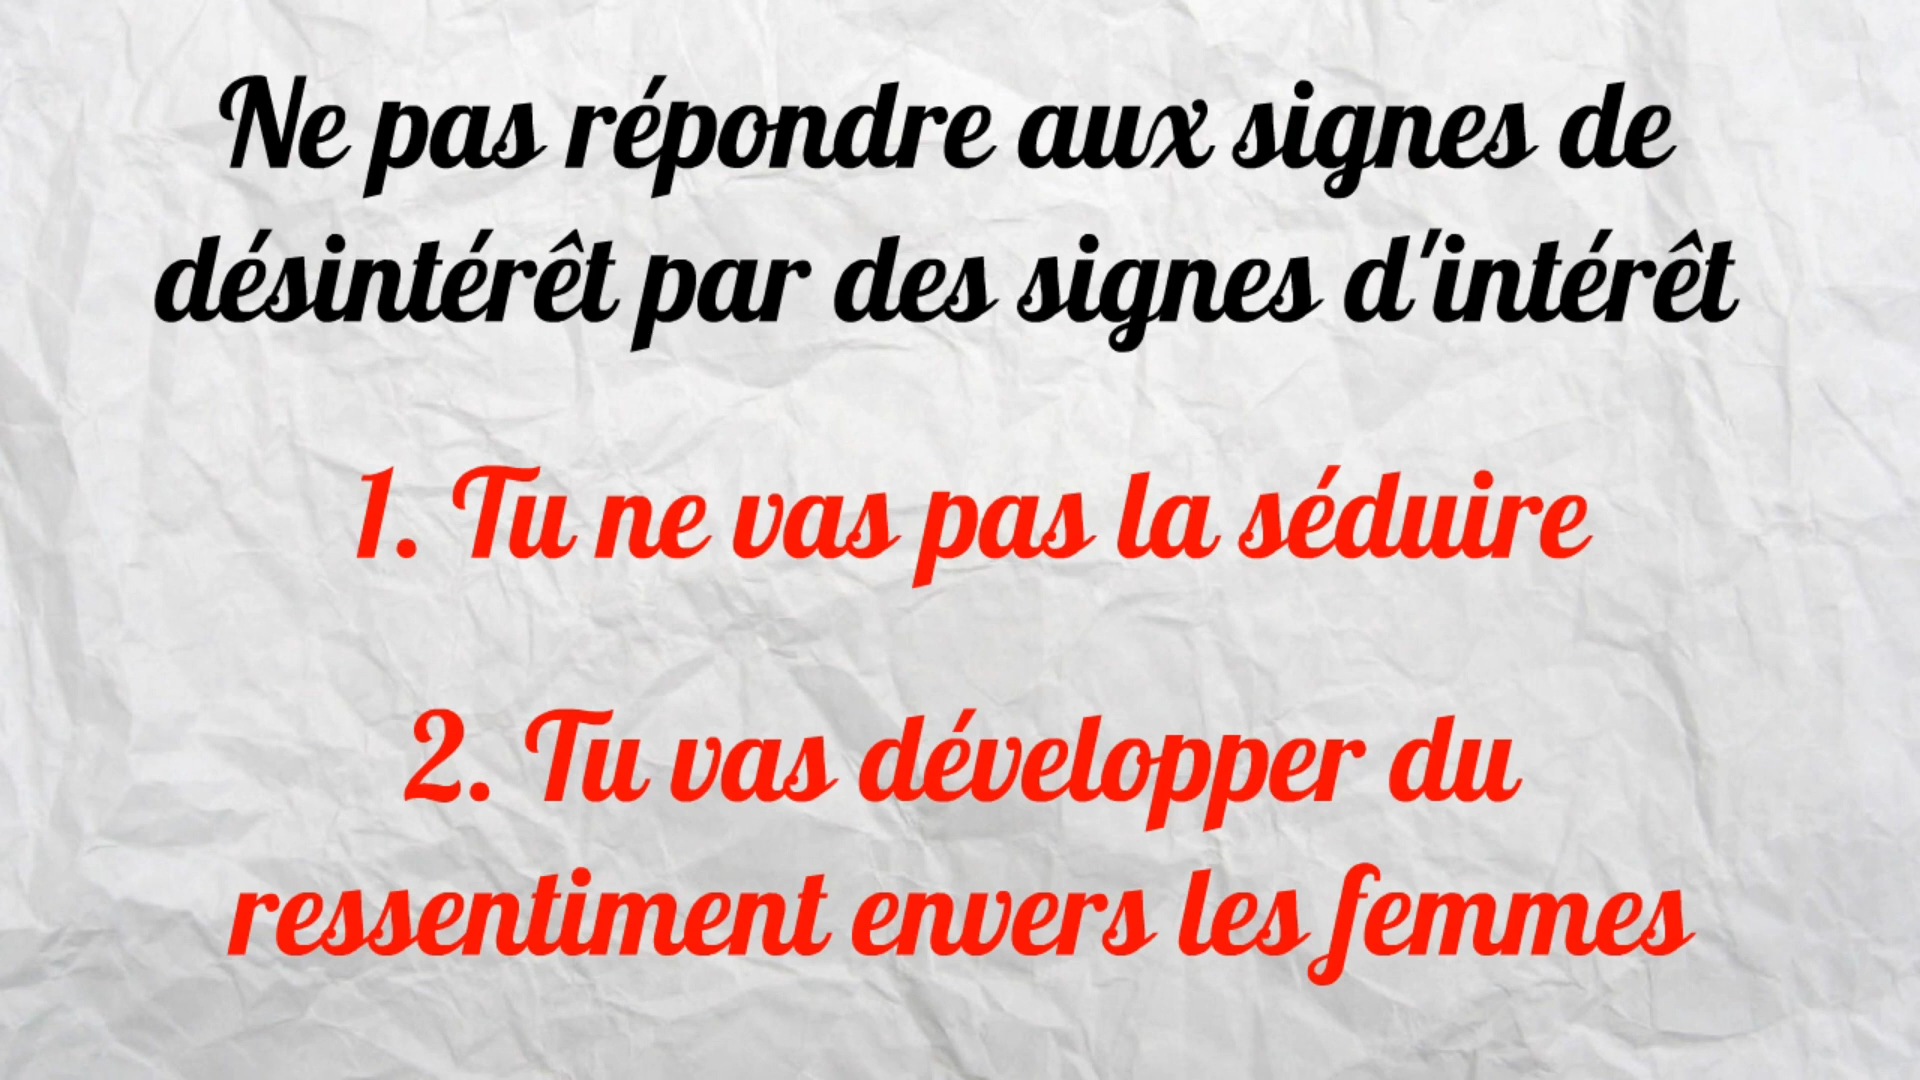 Ne pas répondre aux signes de
désintérêt par des signes d'intérêt
1. Tu ne vas pas la séduire
2. Tu vas développer du
ressentiment envers les femmes